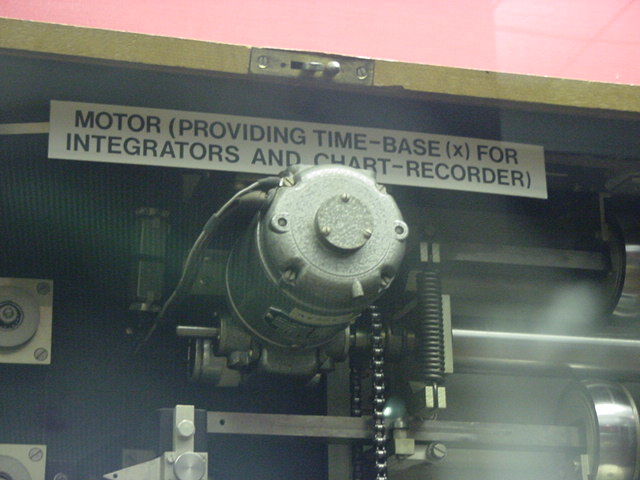 MOTOR (PROVIDING TIME-BASE (x) FOR
INTEGRATORS AND CHART-RECORDER)